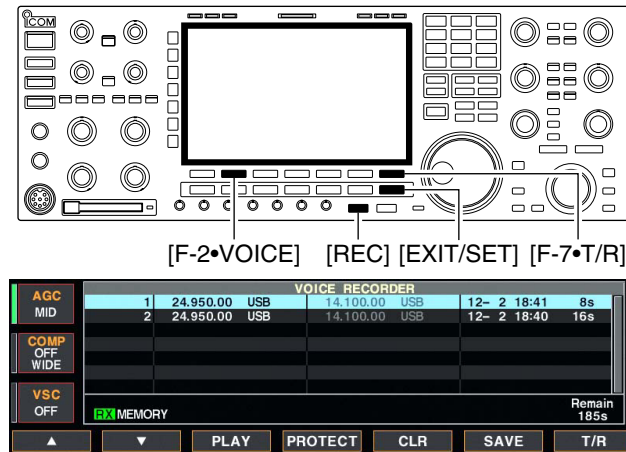 ICOM
[F-2•VOICE] [REC] [EXIT/SET] [F-7•T/R]
VOICE RECORDER
AGC
MID
1 24.950.00 USB 14.100.00 USB 12– 2 18:41 8s
2 24.950.00 USB 14.100.00 USB 12– 2 18:40 16s
COMP
OFF
WIDE
VSC
OFF
RX MEMORY
Remain
185s
▲ ▼ PLAY PROTECT CLR SAVE T/R